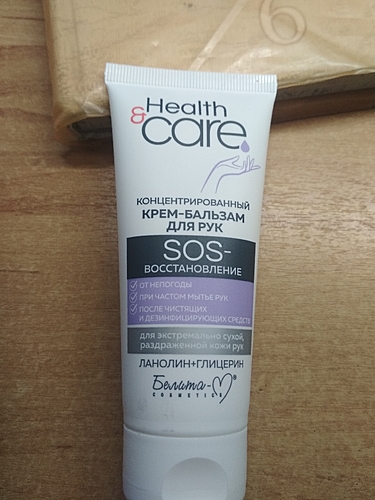 6
Health
&care
КОНЦЕНТРИРОВАННЫЙ
КРЕМ-БАЛЬЗАМ
ДЛЯ РУК
SOS-
ВОССТАНОВЛЕНИЕ
ОТ НЕПОГОДЫ
ПРИ ЧАСТОМ МЫТЬЕ РУК
ПОСЛЕ ЧИСТЯЩИХ
И ДЕЗИНФИЦИРУЮЩИХ СРЕДСТВ
для экстремально сухой,
раздраженной кожи рук
ЛАНОЛИН+ГЛИЦЕРИН
Белита-М®
COSMETICS